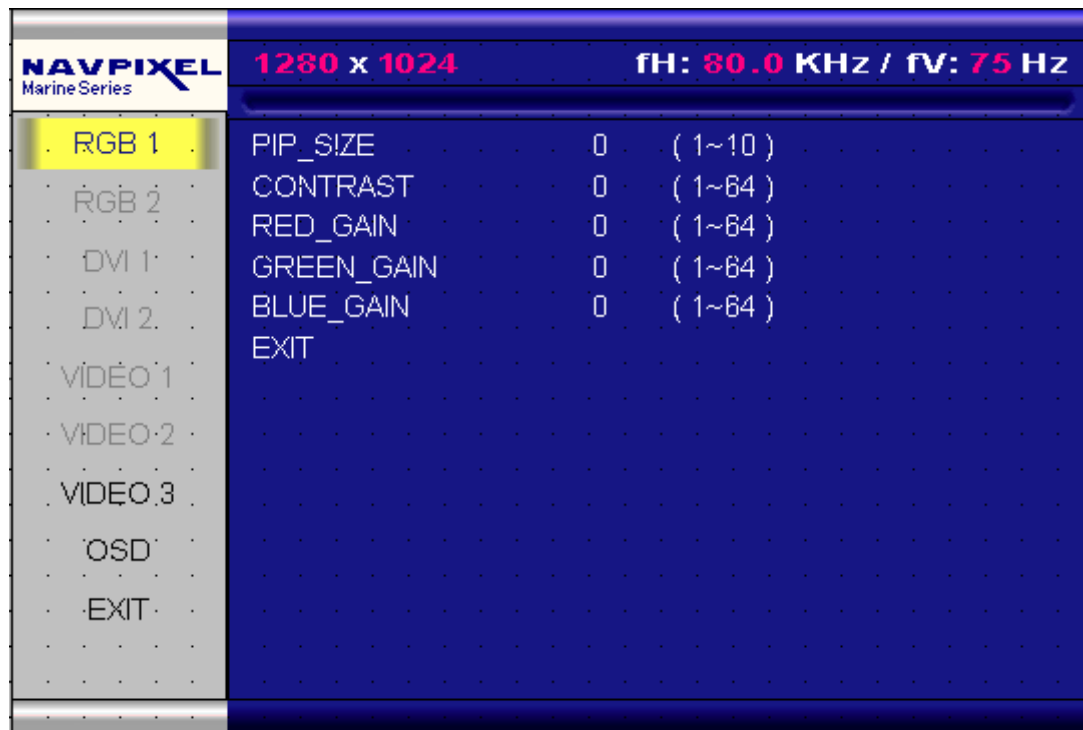 NAVPIXEL
Marine Series
1280 x 1024 fH: 80.0 KHz / fV: 75 Hz
RGB 1
RGB 2
DVI 1
DVI 2
VIDEO 1
VIDEO 2
VIDEO 3
OSD
EXIT
PIP_SIZE 0 ( 1~10 )
CONTRAST 0 ( 1~64 )
RED_GAIN 0 ( 1~64 )
GREEN_GAIN 0 ( 1~64 )
BLUE_GAIN 0 ( 1~64 )
EXIT